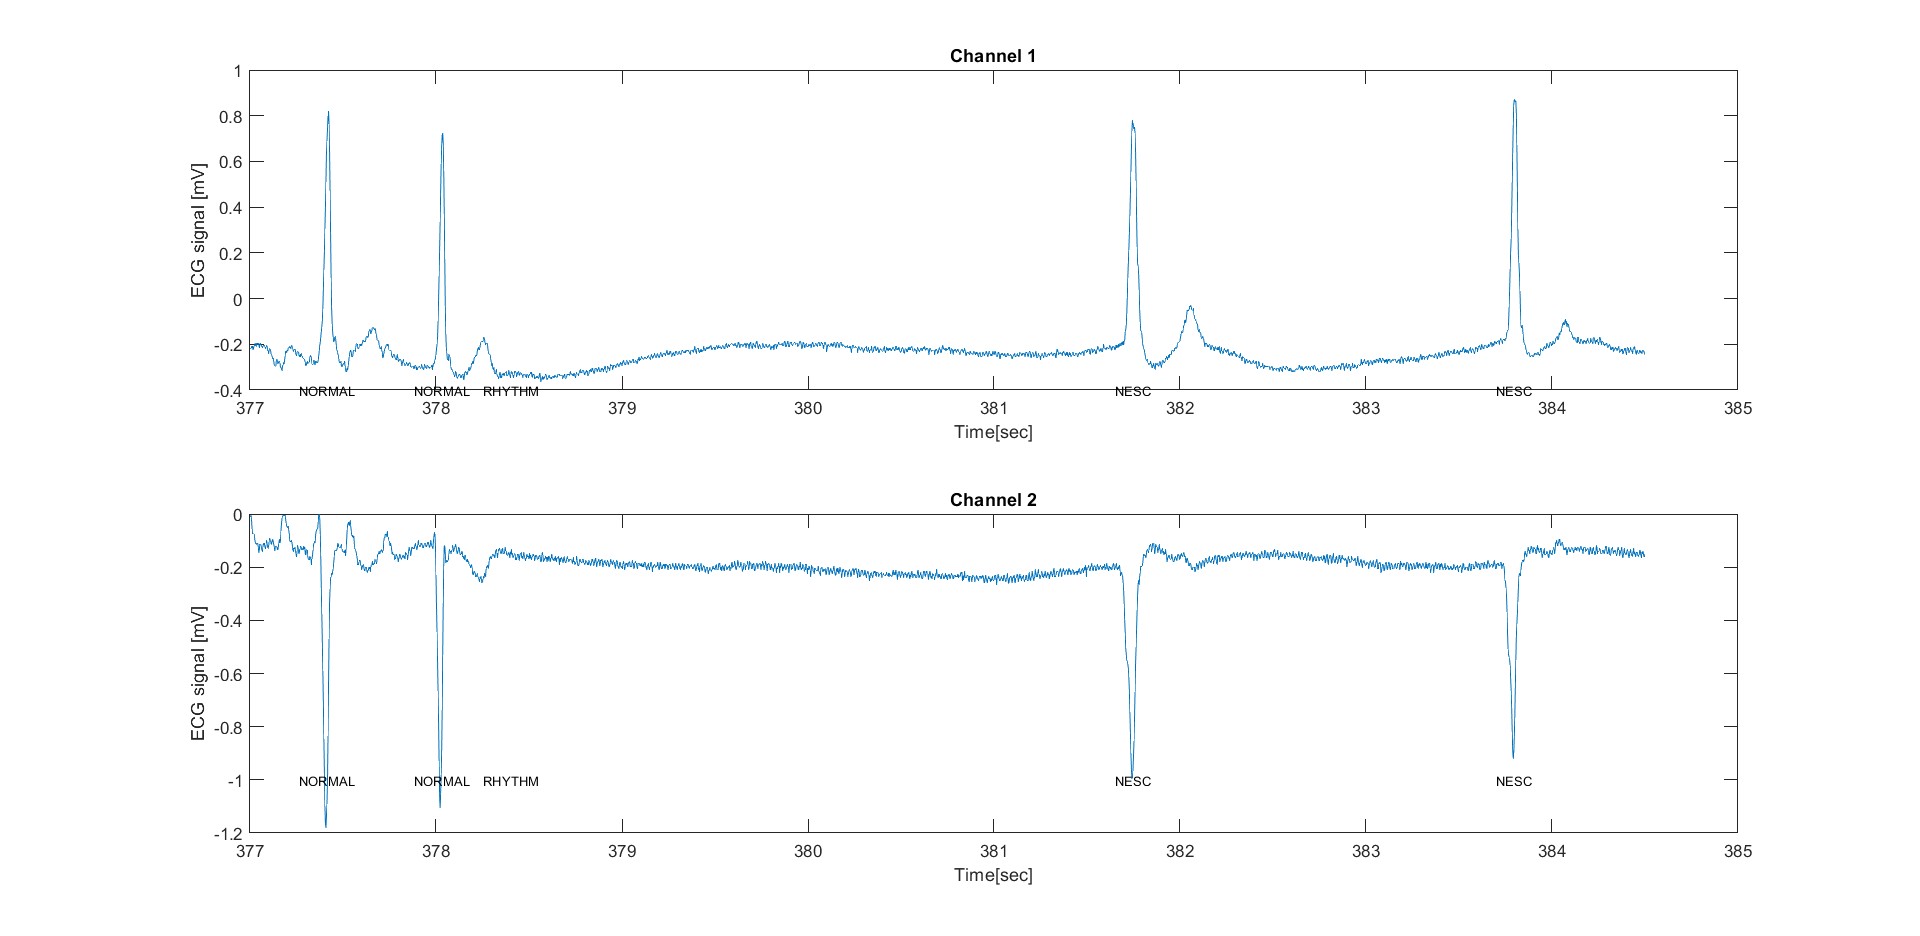 Channel 1
1
0.8
0.6
0.4
0.2
0
-0.2
-0.4
ECG signal [mV]
NORMAL NORMAL RHYTHM NESC NESC
377 378 379 380 381 382 383 384 385
Time[sec]
Channel 2
0
-0.2
-0.4
-0.6
-0.8
-1
-1.2
ECG signal [mV]
NORMAL NORMAL RHYTHM NESC NESC
377 378 379 380 381 382 383 384 385
Time[sec]